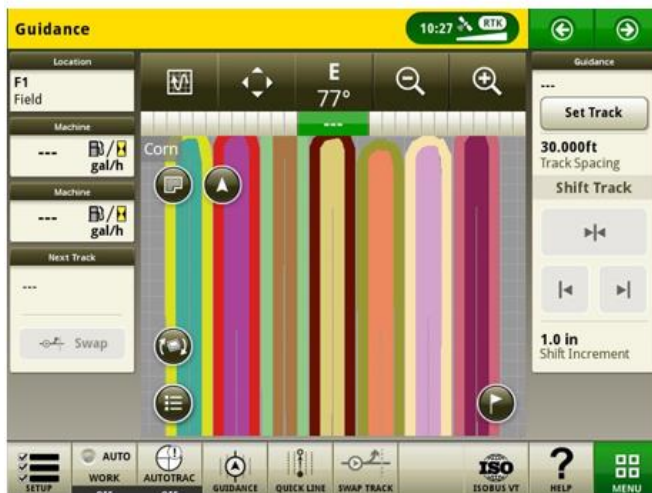 Guidance
10:27
RTK
Location
F1
Field
Machine
---
gal/h
Machine
---
gal/h
Next Track
---
Swap
E
77°
---
Corn
Guidance
---
Set Track
30.000ft
Track Spacing
Shift Track
1.0 in
Shift Increment
SETUP
AUTO
WORK
AUTOTRAC
GUIDANCE
QUICK LINE
SWAP TRACK
ISO
ISOBUS VT
?
HELP
MENU